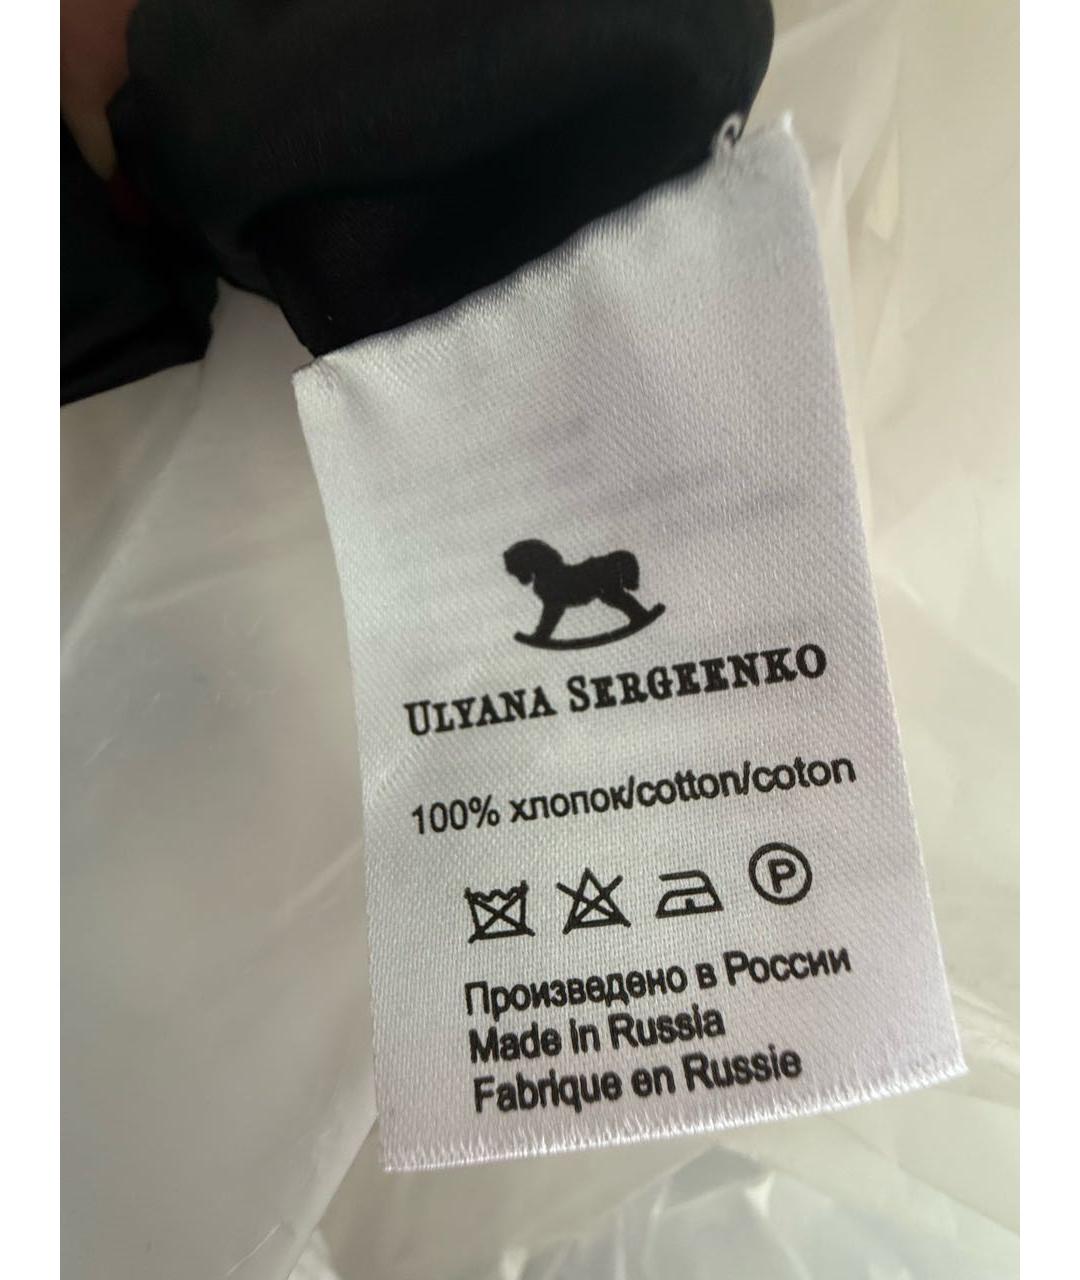 ULYANA SERGEENKO
100% хлопок/cotton/coton
P
Произведено в России
Made in Russia
Fabrique en Russie